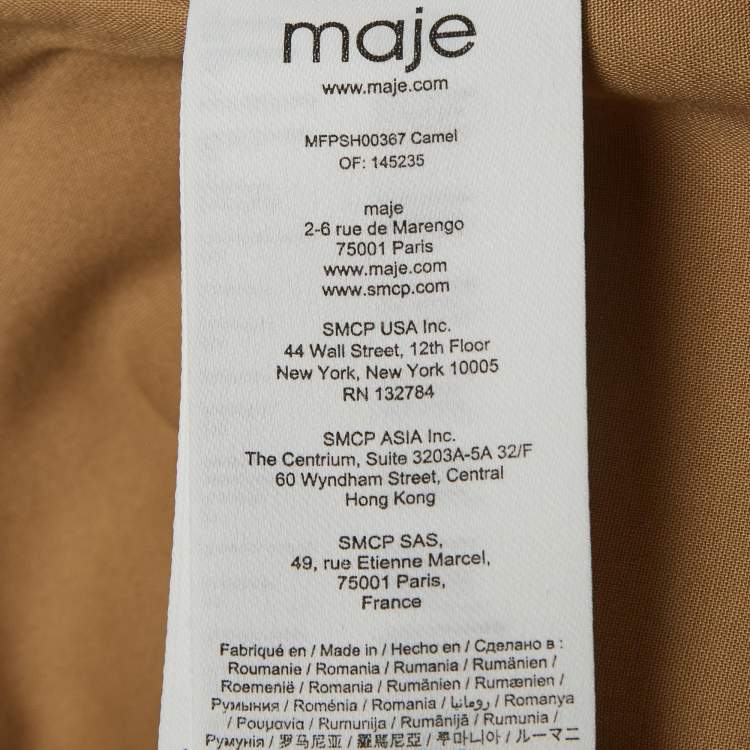 maje
www.maje.com
MFPSH00367 Camel
OF: 145235
maje
2-6 rue de Marengo
75001 Paris
www.maje.com
www.smcp.com
SMCP USA Inc.
44 Wall Street, 12th Floor
New York, New York 10005
RN 132784
SMCP ASIA Inc.
The Centrium, Suite 3203A-5A 32/F
60 Wyndham Street, Central
Hong Kong
SMCP SAS,
49, rue Etienne Marcel,
75001 Paris,
France
Fabriqué en / Made in / Hecho en / Сделано в :
Roumanie / Romania / Rumania / Rumänien /
Roemenië / Romania / Rumänien / Rumænien /
Румыния / Roménia / Romania / رومانيا / Romanya
/ Ρουμανία / Rumunija / Rumānijā / Rumunia /
Румунія / 罗马尼亚 / 羅馬尼亞 / 루마니아 / ルーマニ